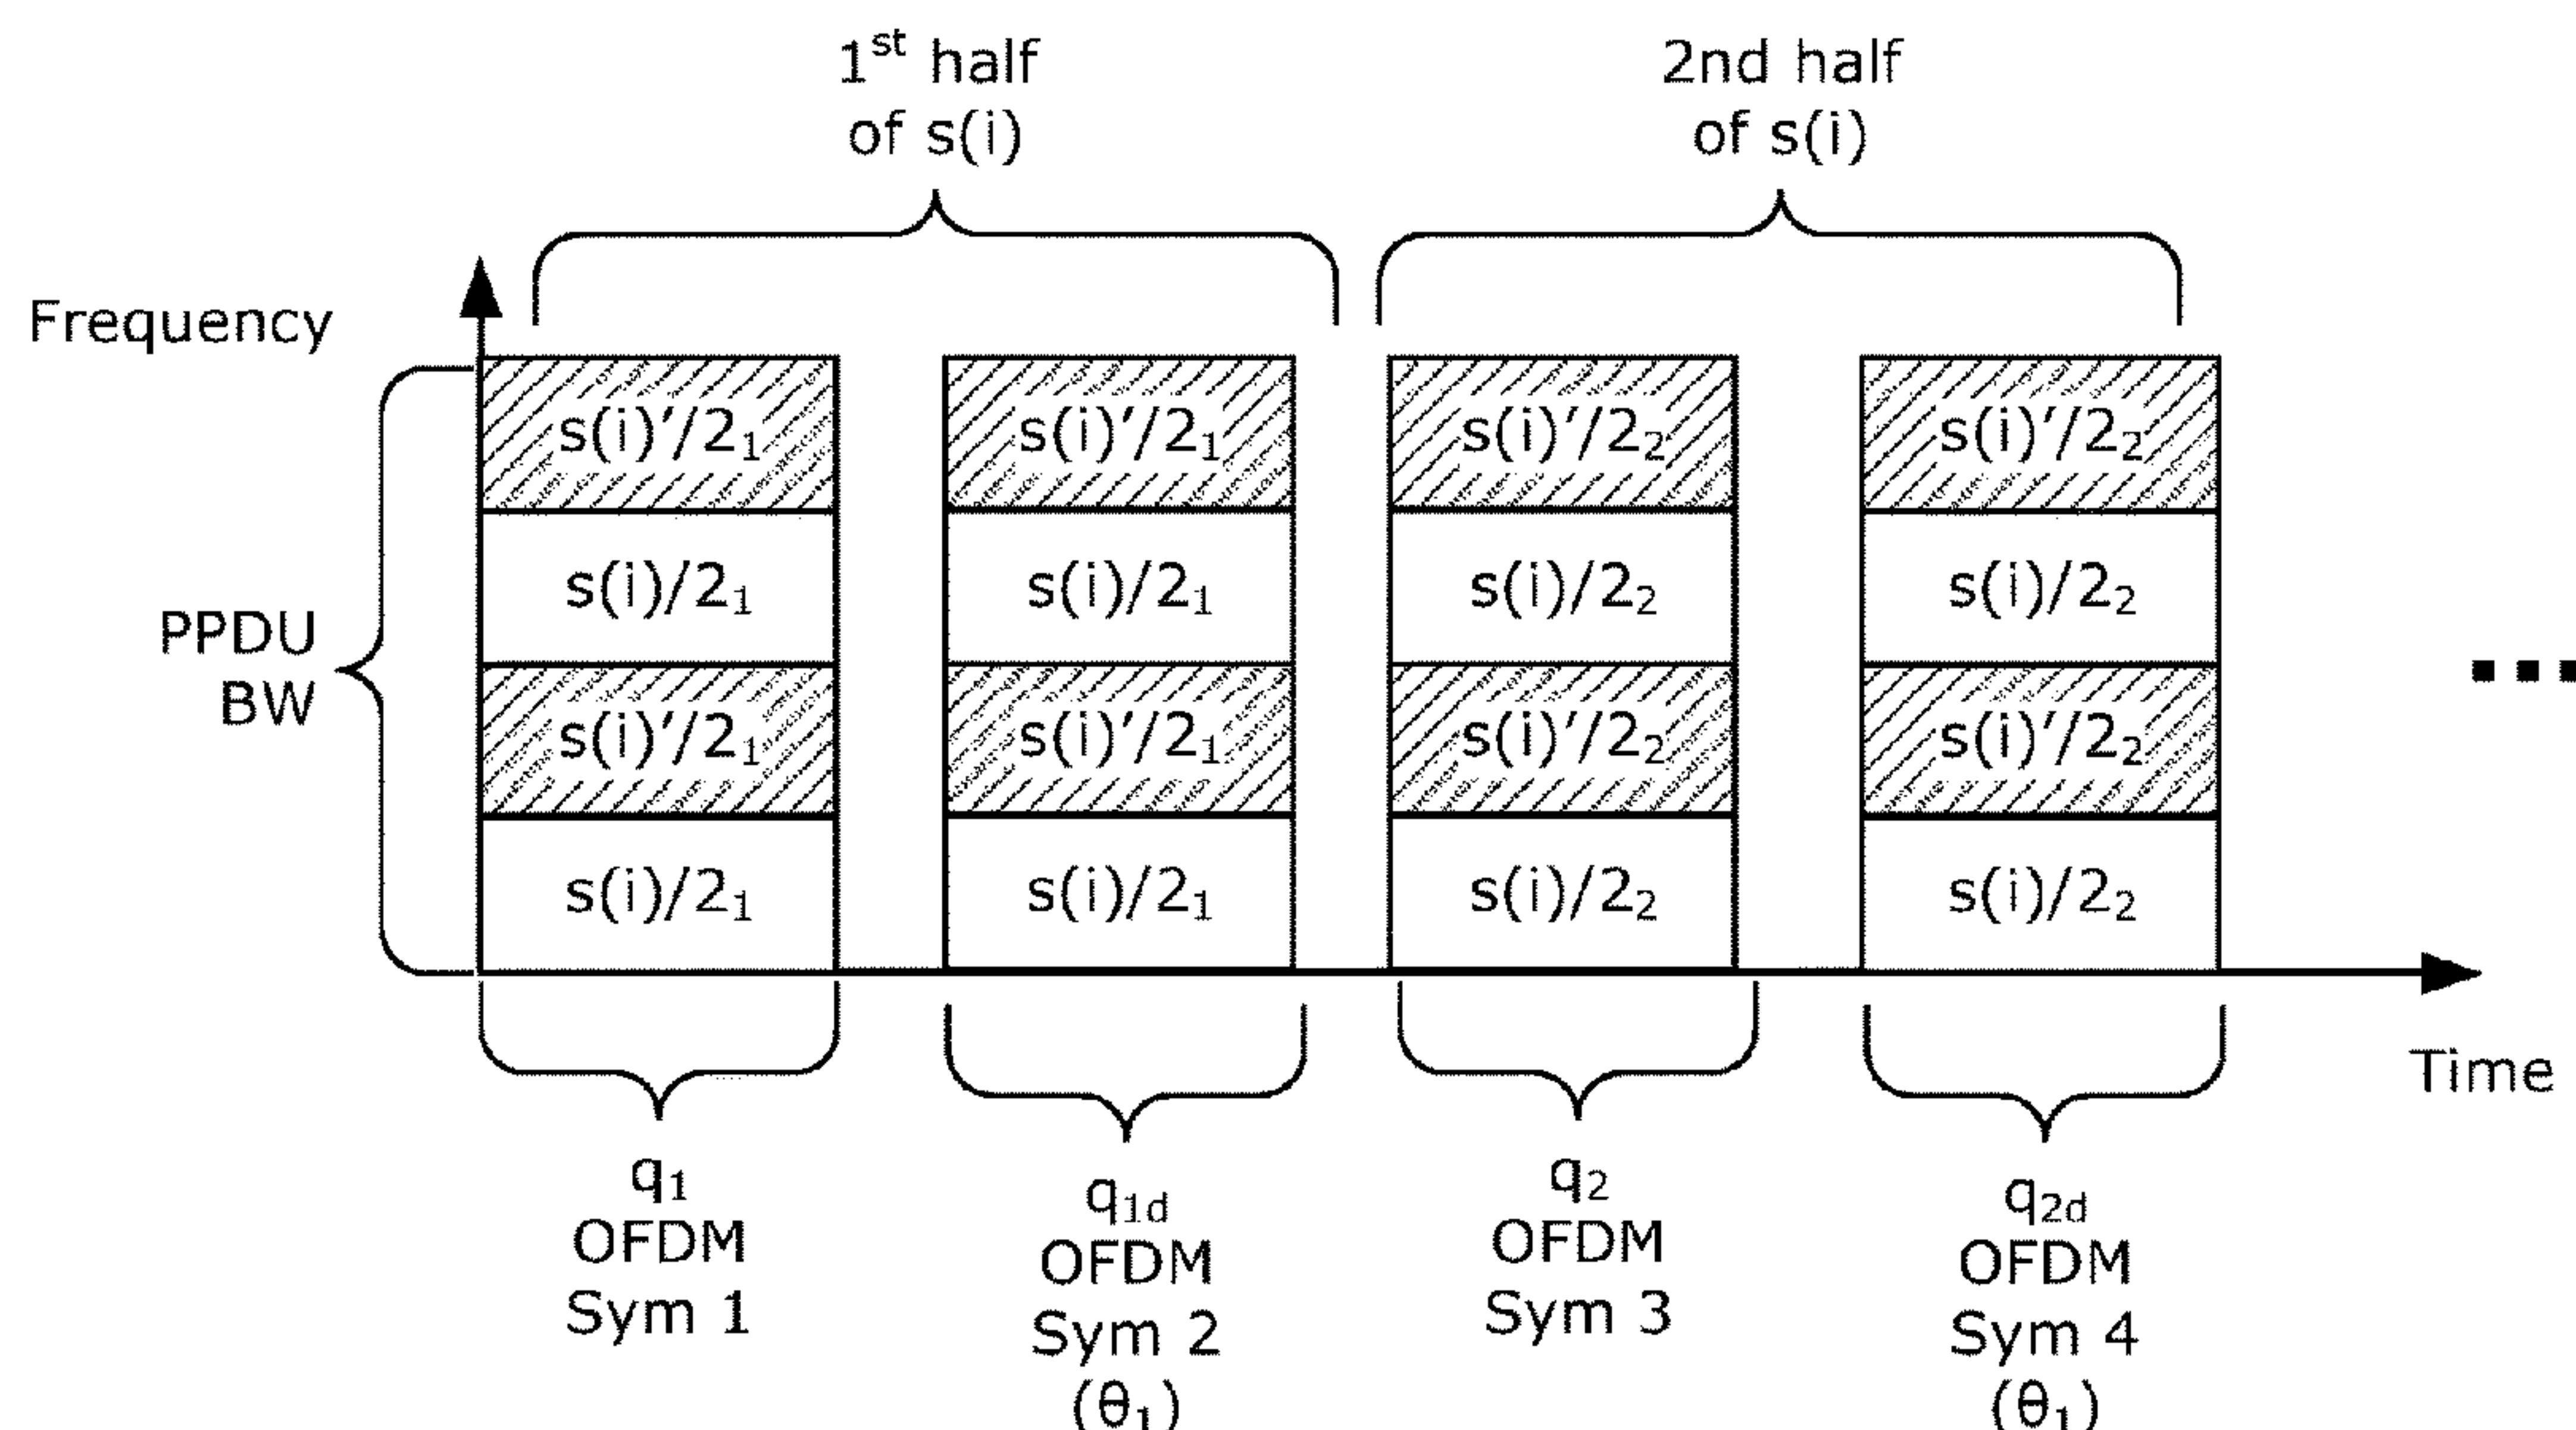 1st half
of s(i)
2nd half
of s(i)
Frequency
PPDU
BW
s(i)′/2₁
s(i)′/2₁
s(i)′/2₂
s(i)′/2₂
s(i)/2₁
s(i)/2₁
s(i)/2₂
s(i)/2₂
s(i)′/2₁
s(i)′/2₁
s(i)′/2₂
s(i)′/2₂
s(i)/2₁
s(i)/2₁
s(i)/2₂
s(i)/2₂
Time
q₁
OFDM
Sym 1
q₁d
OFDM
Sym 2
(θ₁)
q₂
OFDM
Sym 3
q₂d
OFDM
Sym 4
(θ₁)